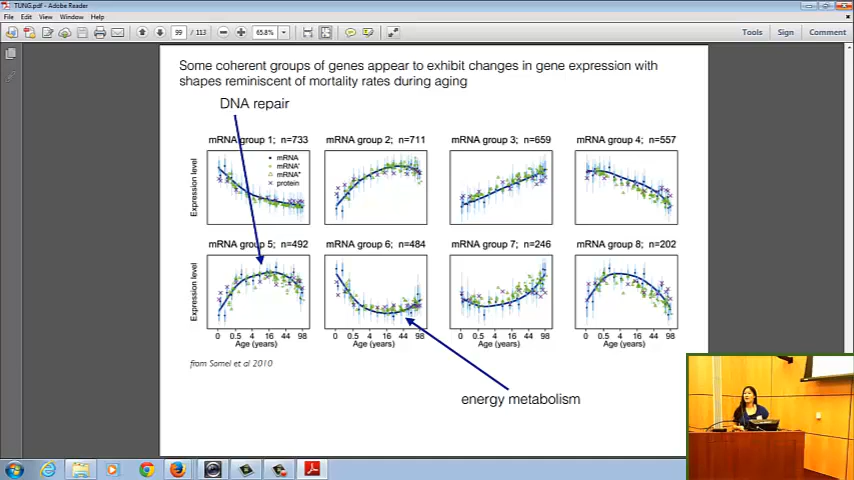 TUNG.pdf - Adobe Reader
File Edit View Window Help
99 / 113 65.8% Tools Sign Comment
Some coherent groups of genes appear to exhibit changes in gene expression with
shapes reminiscent of mortality rates during aging
DNA repair
mRNA group 1; n=733 mRNA group 2; n=711 mRNA group 3; n=659 mRNA group 4; n=557
Expression level
mRNA
mRNA'
mRNA*
protein
mRNA group 5; n=492 mRNA group 6; n=484 mRNA group 7; n=246 mRNA group 8; n=202
Expression level
0 0.5 4 16 44 98 0 0.5 4 16 44 98 0 0.5 4 16 44 98 0 0.5 4 16 44 98
Age (years) Age (years) Age (years) Age (years)
from Somel et al 2010
energy metabolism